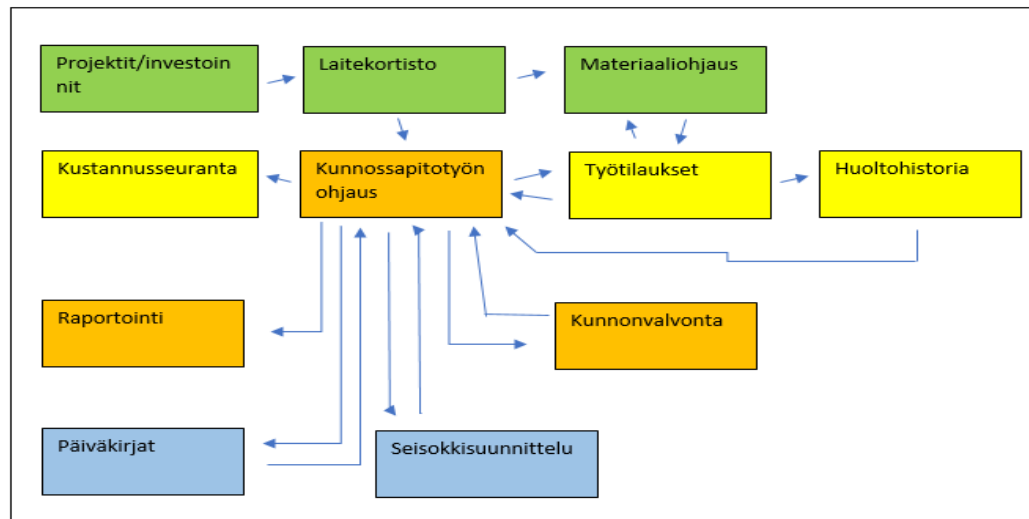 Projektit/investoin
nit
Laitekortisto
Materiaaliohjaus
Kustannusseuranta
Kunnossapitotyön
ohjaus
Työtilaukset
Huoltohistoria
Raportointi
Kunnonvalvonta
Päiväkirjat
Seisokkisuunnittelu